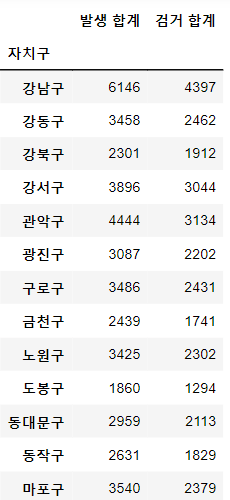 발생 합계 검거 합계
자치구
강남구 6146 4397
강동구 3458 2462
강북구 2301 1912
강서구 3896 3044
관악구 4444 3134
광진구 3087 2202
구로구 3486 2431
금천구 2439 1741
노원구 3425 2302
도봉구 1860 1294
동대문구 2959 2113
동작구 2631 1829
마포구 3540 2379